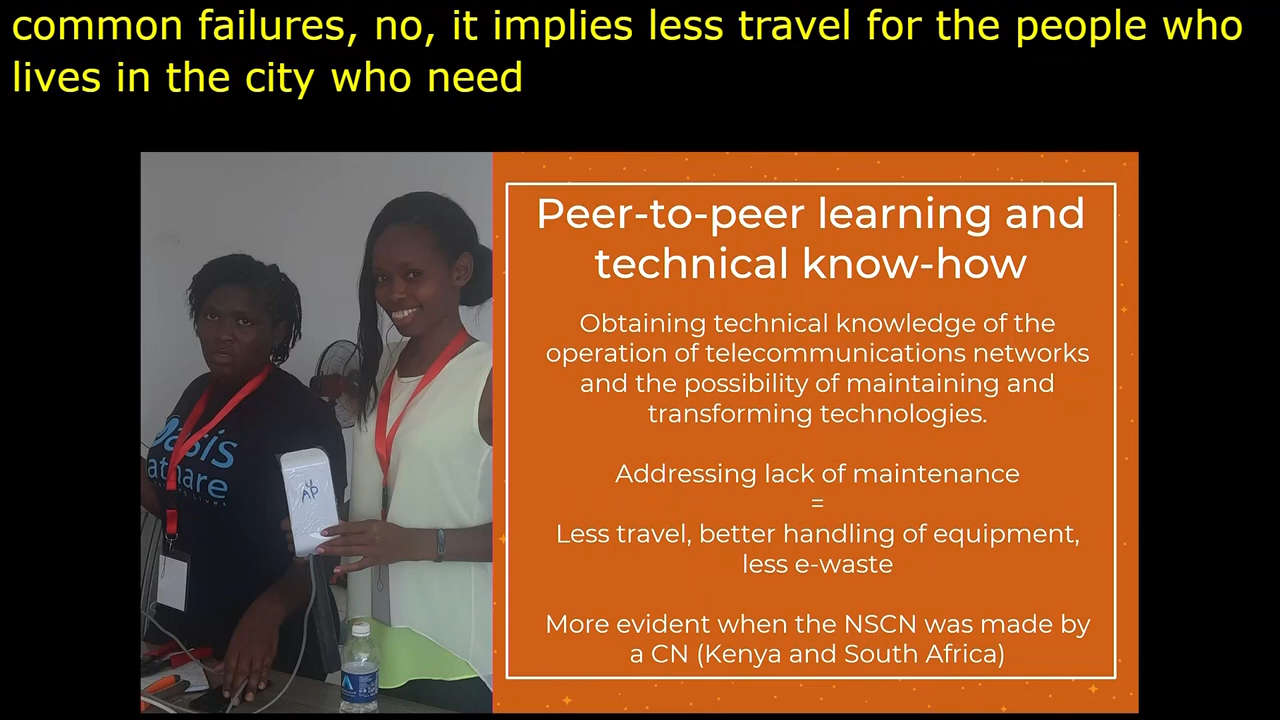 common failures, no, it implies less travel for the people who
lives in the city who need
Peer-to-peer learning and
technical know-how
Obtaining technical knowledge of the
operation of telecommunications networks
and the possibility of maintaining and
transforming technologies.
Addressing lack of maintenance
=
Less travel, better handling of equipment,
less e-waste
More evident when the NSCN was made by
a CN (Kenya and South Africa)
asis
athare
AP